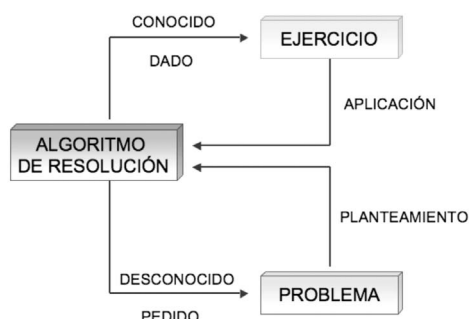 CONOCIDO
DADO
EJERCICIO
APLICACIÓN
ALGORITMO
DE RESOLUCIÓN
PLANTEAMIENTO
DESCONOCIDO
PEDIDO
PROBLEMA